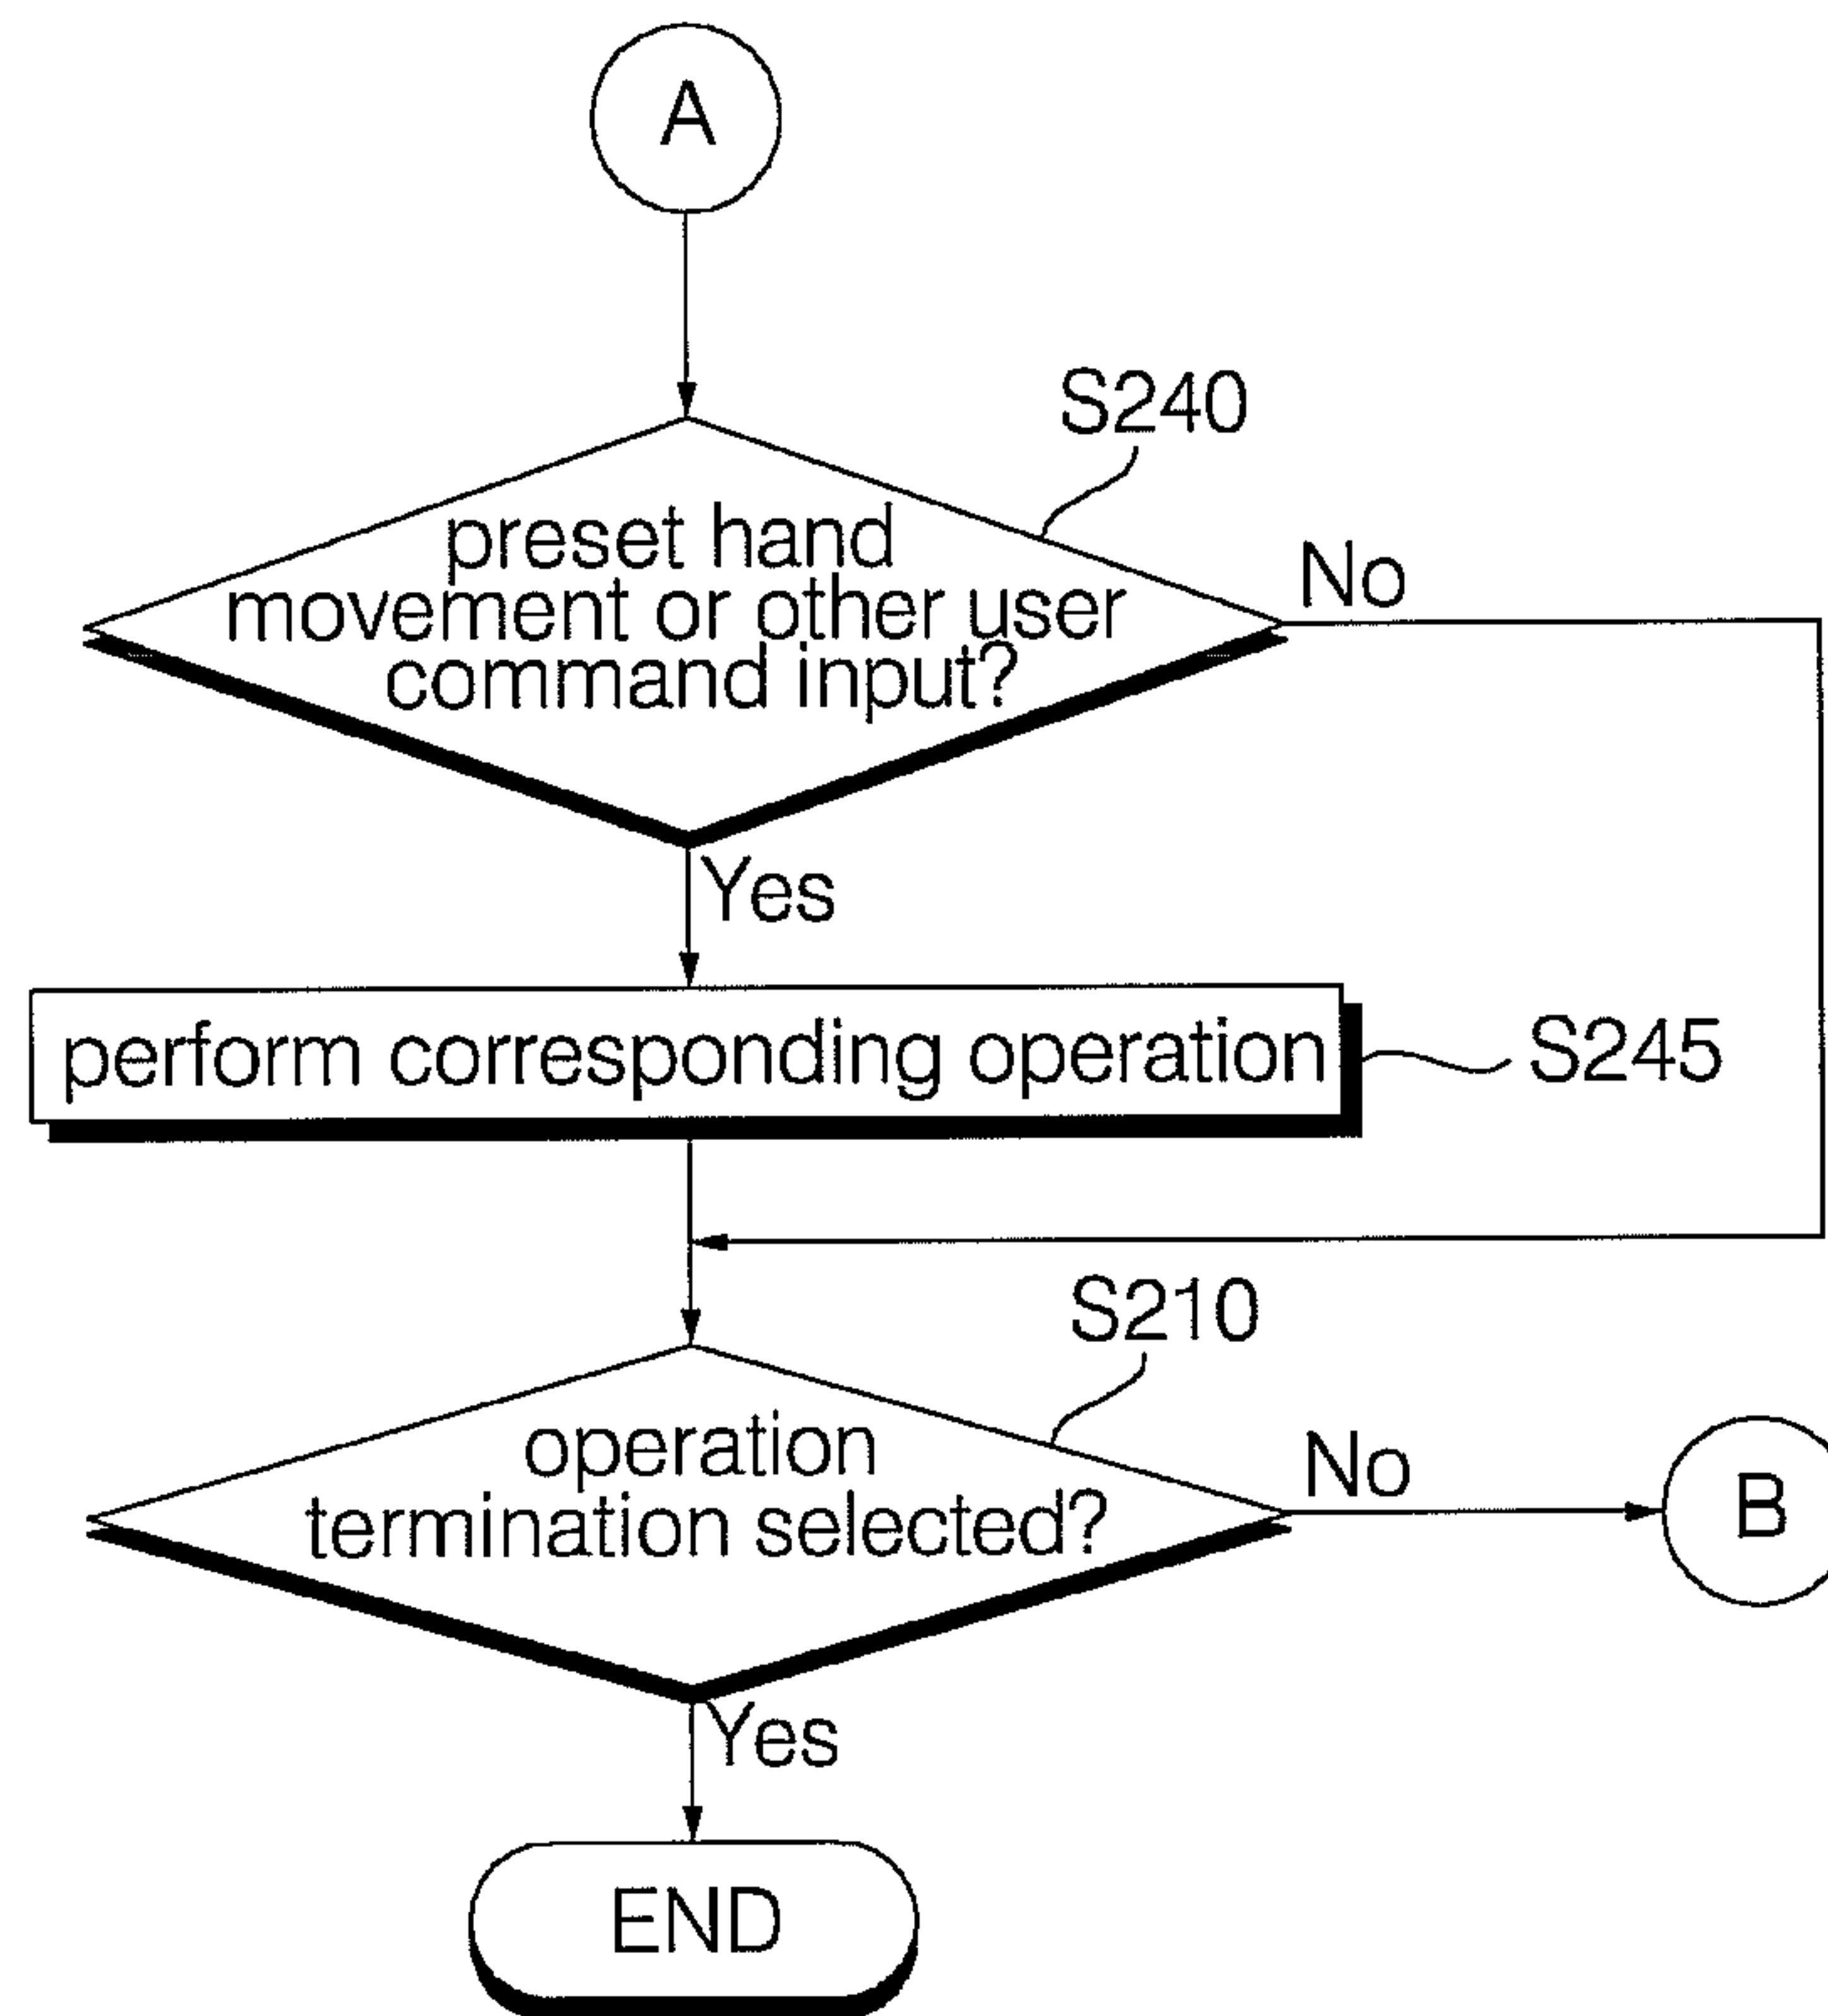 A
S240
preset hand
movement or other user
command input?
No
Yes
perform corresponding operation
S245
S210
operation
termination selected?
No
B
Yes
END